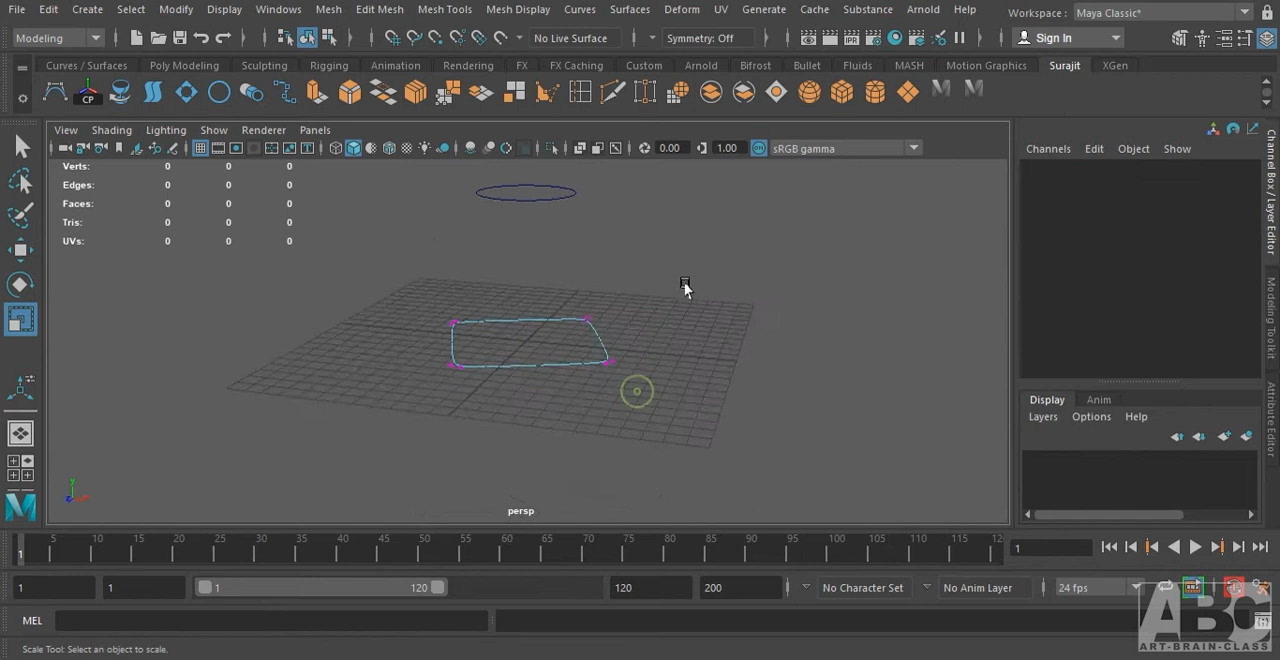 File Edit Create Select Modify Display Windows Mesh Edit Mesh Mesh Tools Mesh Display Curves Surfaces Deform UV Generate Cache Substance Arnold Help Workspace : Maya Classic*
Modeling No Live Surface Symmetry: Off Sign In
Curves / Surfaces Poly Modeling Sculpting Rigging Animation Rendering FX FX Caching Custom Arnold Bifrost Bullet Fluids MASH Motion Graphics Surajit XGen
CP
View Shading Lighting Show Renderer Panels
0.00 1.00 sRGB gamma
Verts: 0 0 0
Edges: 0 0 0
Faces: 0 0 0
Tris: 0 0 0
UVs: 0 0 0
y
persp
Channels Edit Object Show
Display Anim
Layers Options Help
Channel Box / Layer Editor
Modeling Toolkit
Attribute Editor
1 5 10 15 20 25 30 35 40 45 50 55 60 65 70 75 80 85 90 95 100 105 110 115 12 1
1 1 1 120 120 200 No Character Set No Anim Layer 24 fps
MEL
Scale Tool: Select an object to scale.
ABC
ART-BRAIN-CLASS